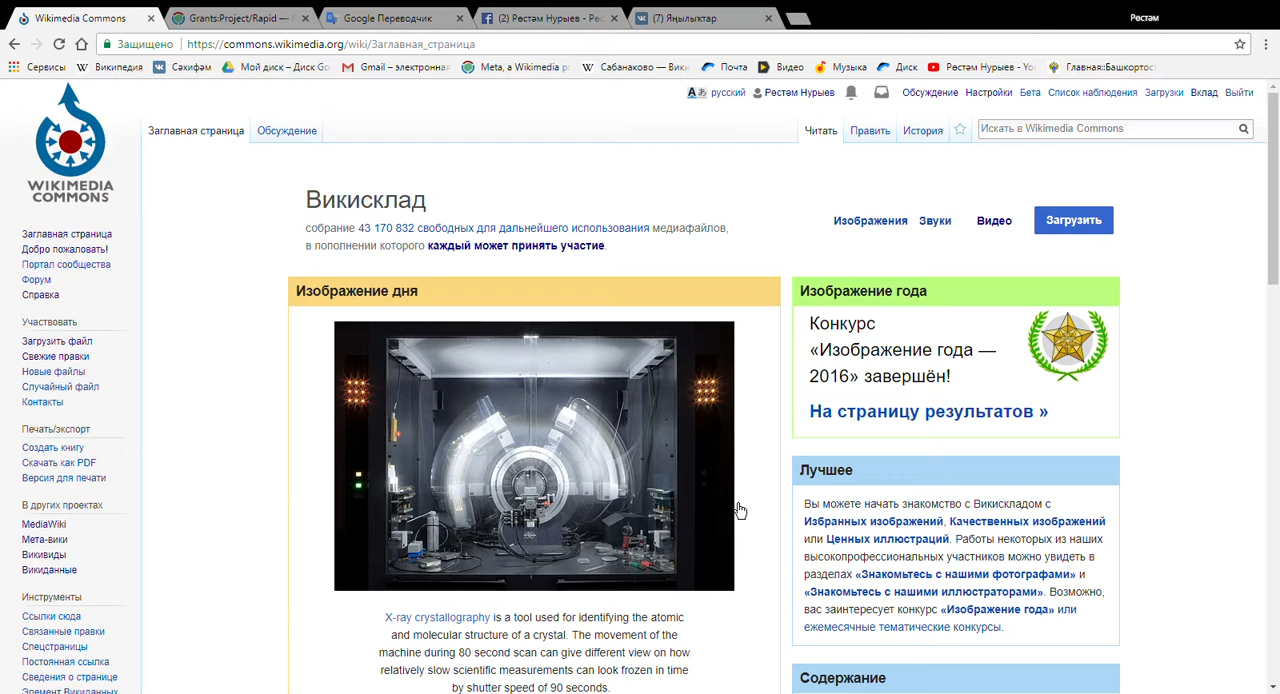 Wikimedia Commons
Grants:Project/Rapid —
Google Переводчик
(2) Рөстәм Нурыев - Рө
(7) Яңылыҡтар
Рөстәм
Защищено
https://commons.wikimedia.org/wiki/Заглавная_страница
Сервисы
Википедия
Сәхифәм
Мой диск – Диск Go
Gmail – электронная
Meta, a Wikimedia p
Сабанаково — Вики
Почта
Видео
Музыка
Диск
Рөстәм Нурыев - You
Главная::Башкортос
русский
Рөстәм Нурыев
Обсуждение
Настройки
Бета
Список наблюдения
Загрузки
Вклад
Выйти
WIKIMEDIA
COMMONS
Заглавная страница
Обсуждение
Читать
Править
История
Искать в Wikimedia Commons
Заглавная страница
Добро пожаловать!
Портал сообщества
Форум
Справка
Участвовать
Загрузить файл
Свежие правки
Новые файлы
Случайный файл
Контакты
Печать/экспорт
Создать книгу
Скачать как PDF
Версия для печати
В других проектах
MediaWiki
Мета-вики
Викивиды
Викиданные
Инструменты
Ссылки сюда
Связанные правки
Спецстраницы
Постоянная ссылка
Сведения о странице
Элемент Викиданных
Викисклад
собрание 43 170 832 свободных для дальнейшего использования медиафайлов,
в пополнении которого каждый может принять участие.
Изображения
Звуки
Видео
Загрузить
Изображение дня
X-ray crystallography is a tool used for identifying the atomic
and molecular structure of a crystal. The movement of the
machine during 80 second scan can give different view on how
relatively slow scientific measurements can look frozen in time
by shutter speed of 90 seconds.
Изображение года
Конкурс
«Изображение года —
2016» завершён!
На страницу результатов »
Лучшее
Вы можете начать знакомство с Викискладом с
Избранных изображений, Качественных изображений
или Ценных иллюстраций. Работы некоторых из наших
высокопрофессиональных участников можно увидеть в
разделах «Знакомьтесь с нашими фотографами» и
«Знакомьтесь с нашими иллюстраторами». Возможно,
вас заинтересует конкурс «Изображение года» или
ежемесячные тематические конкурсы.
Содержание